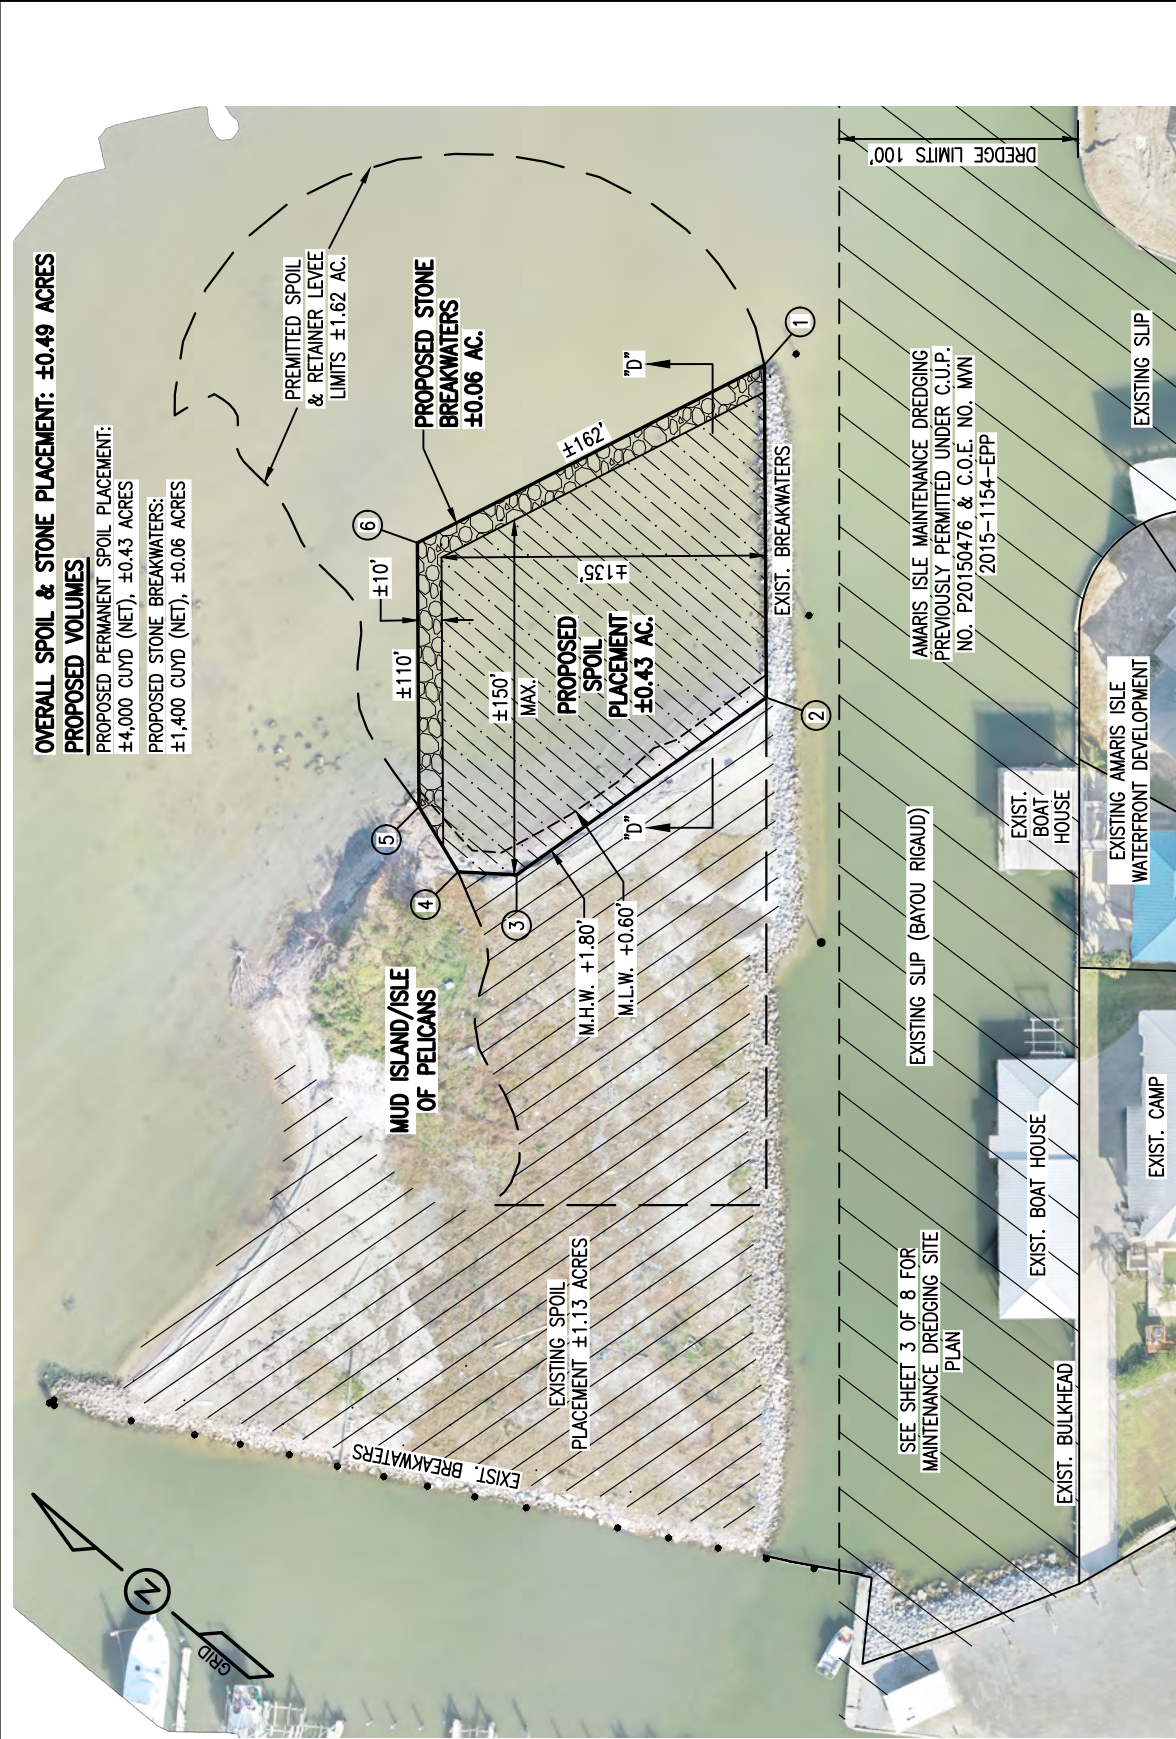 OVERALL SPOIL & STONE PLACEMENT: ±0.49 ACRES
PROPOSED VOLUMES
PROPOSED PERMANENT SPOIL PLACEMENT:
±4,000 CUYD (NET), ±0.43 ACRES
PROPOSED STONE BREAKWATERS:
±1,400 CUYD (NET), ±0.06 ACRES
PREMITTED SPOIL
& RETAINER LEVEE
LIMITS ±1.62 AC.
PROPOSED STONE
BREAKWATERS
±0.06 AC.
6
±10'
±110'
±162'
"D"
1
±135'
±150'
MAX.
PROPOSED
SPOIL
PLACEMENT
±0.43 AC.
EXIST. BREAKWATERS
2
"D"
5
4
3
M.H.W. +1.80'
M.L.W. +0.60'
MUD ISLAND/ISLE
OF PELICANS
EXISTING SPOIL
PLACEMENT ±1.13 ACRES
EXIST. BREAKWATERS
N
GRID
DREDGE LIMITS 100'
AMARIS ISLE MAINTENANCE DREDGING
PREVIOUSLY PERMITTED UNDER C.U.P.
NO. P20150476 & C.O.E. NO. MVN
2015-1154-EPP
EXISTING SLIP (BAYOU RIGAUD)
SEE SHEET 3 OF 8 FOR
MAINTENANCE DREDGING SITE
PLAN
EXISTING SLIP
EXIST.
BOAT
HOUSE
EXISTING AMARIS ISLE
WATERFRONT DEVELOPMENT
EXIST. BOAT HOUSE
EXIST. CAMP
EXIST. BULKHEAD